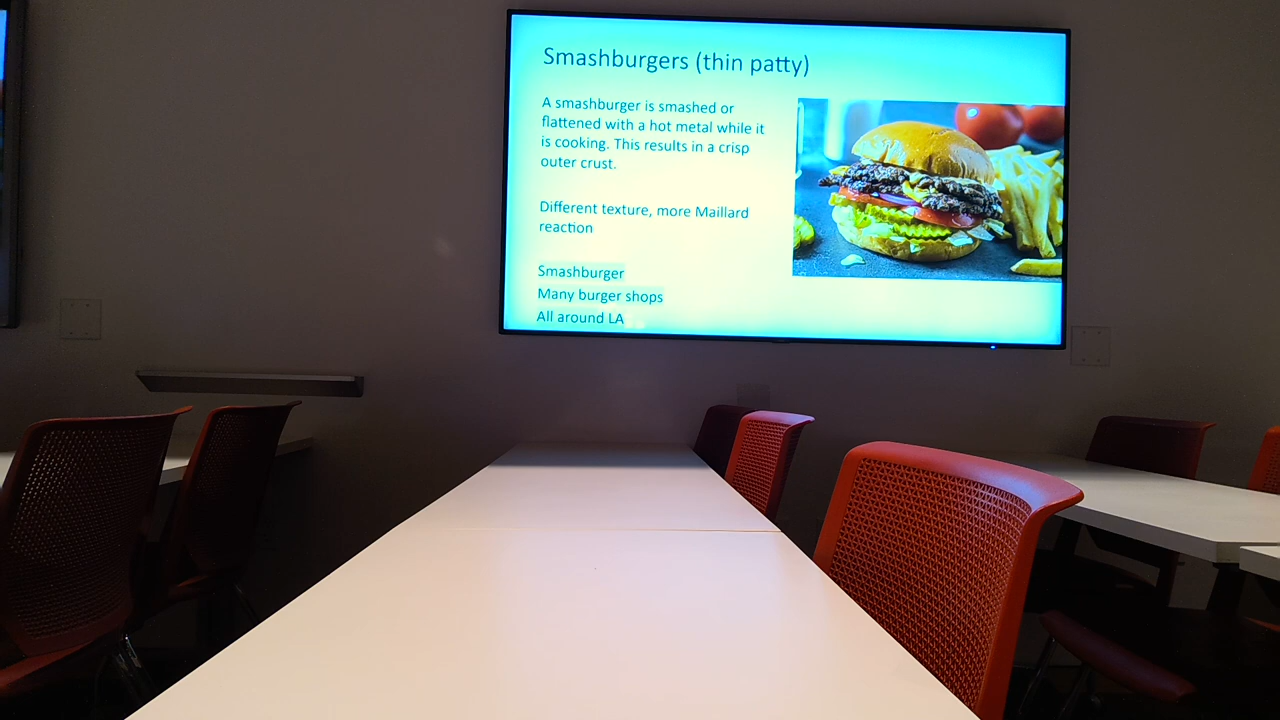 Smashburgers (thin patty)
A smashburger is smashed or
flattened with a hot metal while it
is cooking. This results in a crisp
outer crust.
Different texture, more Maillard
reaction
Smashburger
Many burger shops
All around LA